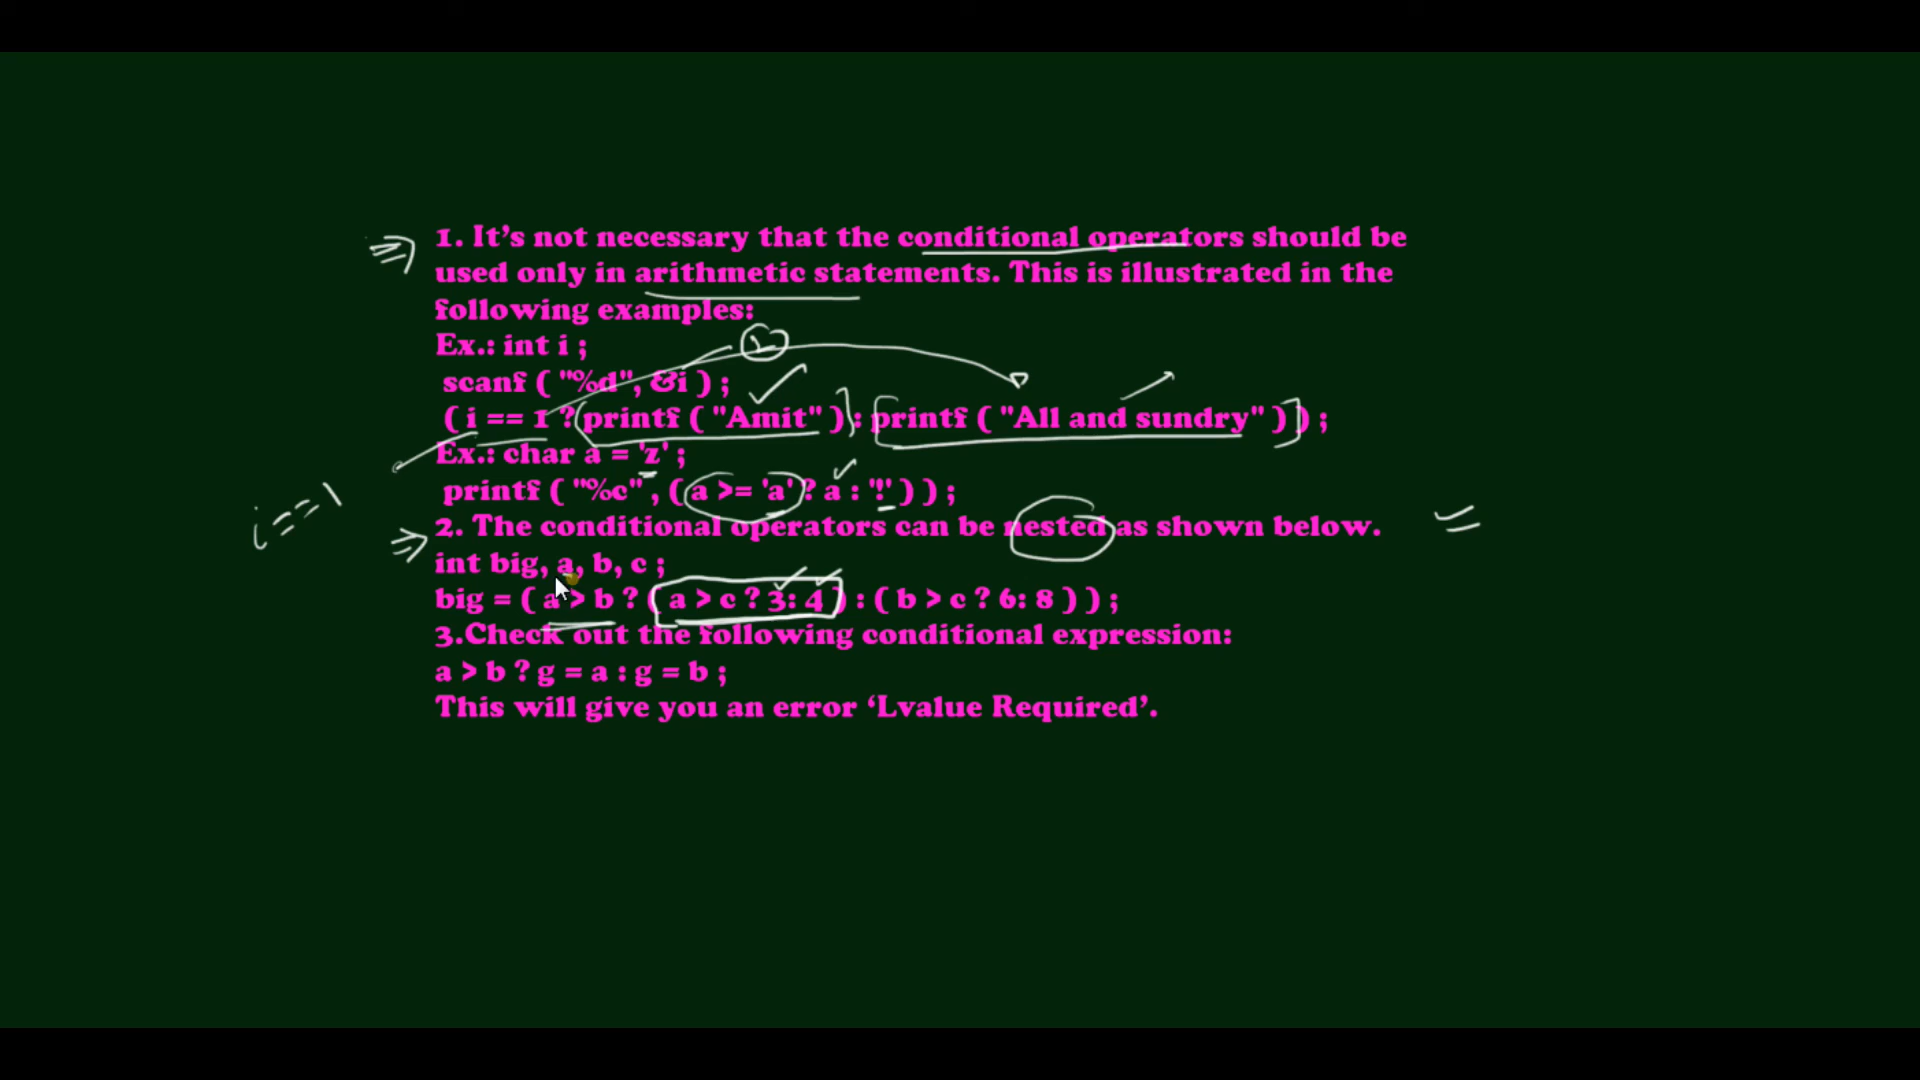 1. It's not necessary that the conditional operators should be
used only in arithmetic statements. This is illustrated in the
following examples:
Ex.: int i ;
scanf ( "%d", &i ) ;
( i == 1 ? printf ( "Amit" ) : printf ( "All and sundry" ) ) ;
Ex.: char a = 'z' ;
printf ( "%c" , ( a >= 'a' ? a : '!' ) ) ;
i==1
2. The conditional operators can be nested as shown below.
int big, a, b, c ;
big = ( a > b ? ( a > c ? 3: 4 ) : ( b > c ? 6: 8 ) ) ;
3.Check out the following conditional expression:
a > b ? g = a : g = b ;
This will give you an error ‘Lvalue Required’.